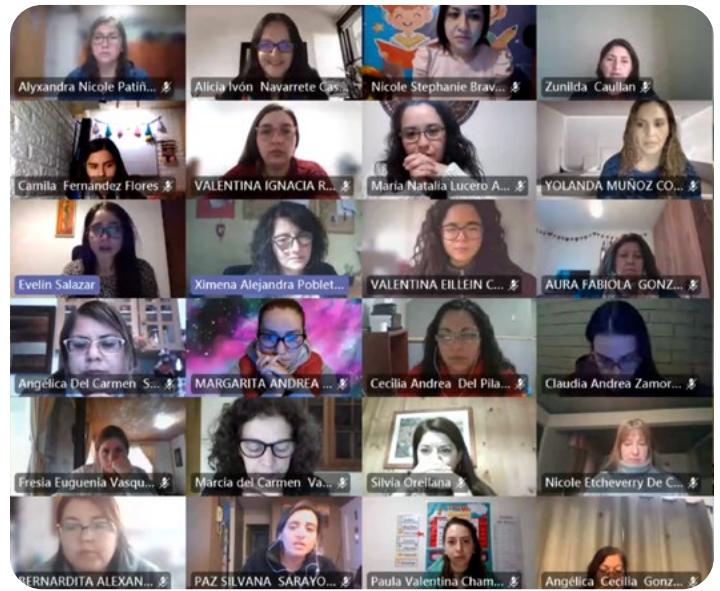 Alyxandra Nicole Patiñ...
Alicia Ivón Navarrete Cas...
Nicole Stephanie Brav...
Zunilda Caullan
Camila Fernández Flores
VALENTINA IGNACIA R...
María Natalia Lucero A...
YOLANDA MUÑOZ CO...
Evelin Salazar
Ximena Alejandra Poblet...
VALENTINA EILLEIN C...
AURA FABIOLA GONZ...
Angélica Del Carmen S...
MARGARITA ANDREA ...
Cecilia Andrea Del Pila...
Claudia Andrea Zamor...
Fresia Euguenia Vasqu...
Marcia del Carmen Va...
Silvia Orellana
Nicole Etcheverry De C...
BERNARDITA ALEXAN...
PAZ SILVANA SARAYO...
Paula Valentina Cham...
Angélica Cecilia Gonz...